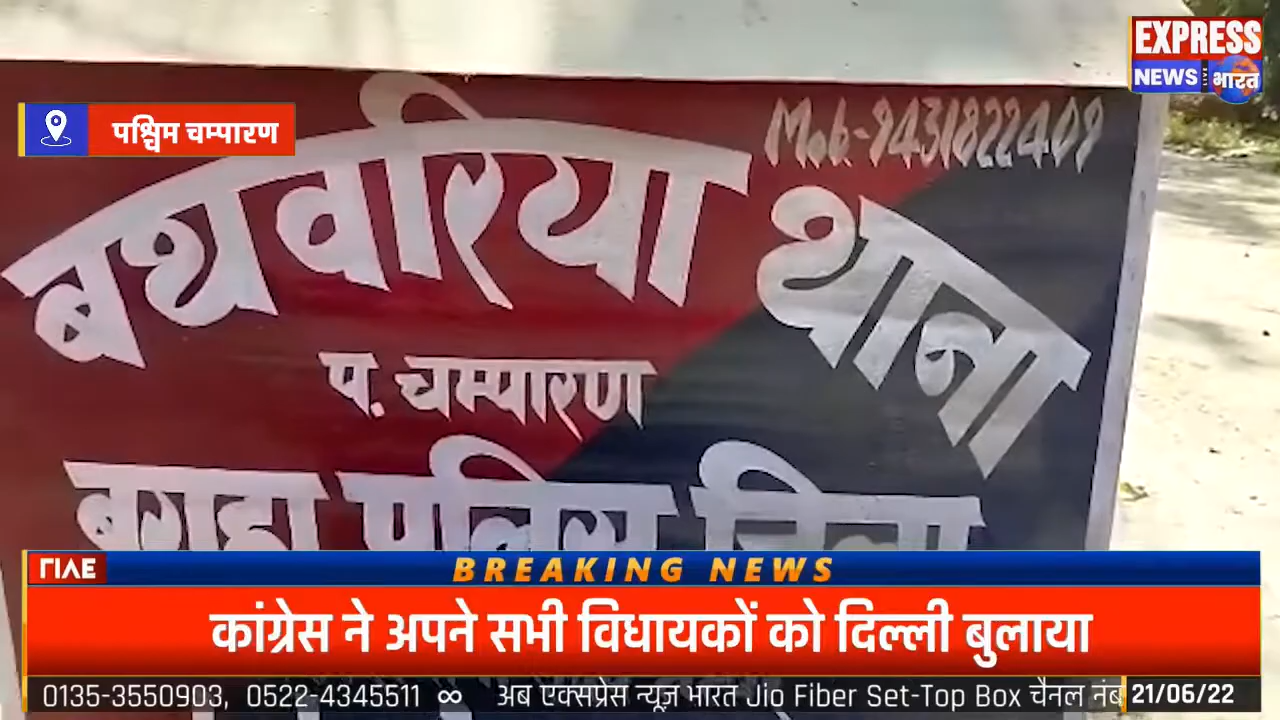 EXPRESS
NEWS भारत
पश्चिम चम्पारण
Mob.-9431822409
बथवरिया थाना
प. चम्पारण
बगहा पुलिस जिला
BREAKING NEWS
कांग्रेस ने अपने सभी विधायकों को दिल्ली बुलाया
0135-3550903, 0522-4345511 ∞ अब एक्सप्रेस न्यूज़ भारत Jio Fiber Set-Top Box चैनल नंब
21/06/22